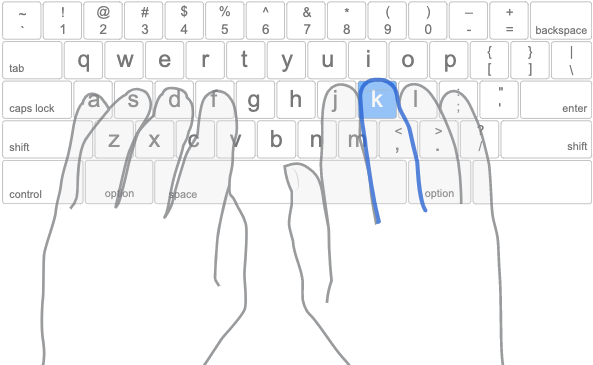 ~ ! @ # $ % ^ & * ( ) – +
` 1 2 3 4 5 6 7 8 9 0 - = backspace
tab q w e r t y u i o p { [ } ] | \
caps lock a s d f g h j k l : ; " ' enter
shift z x c v b n m < , > . ? / shift
control option space option